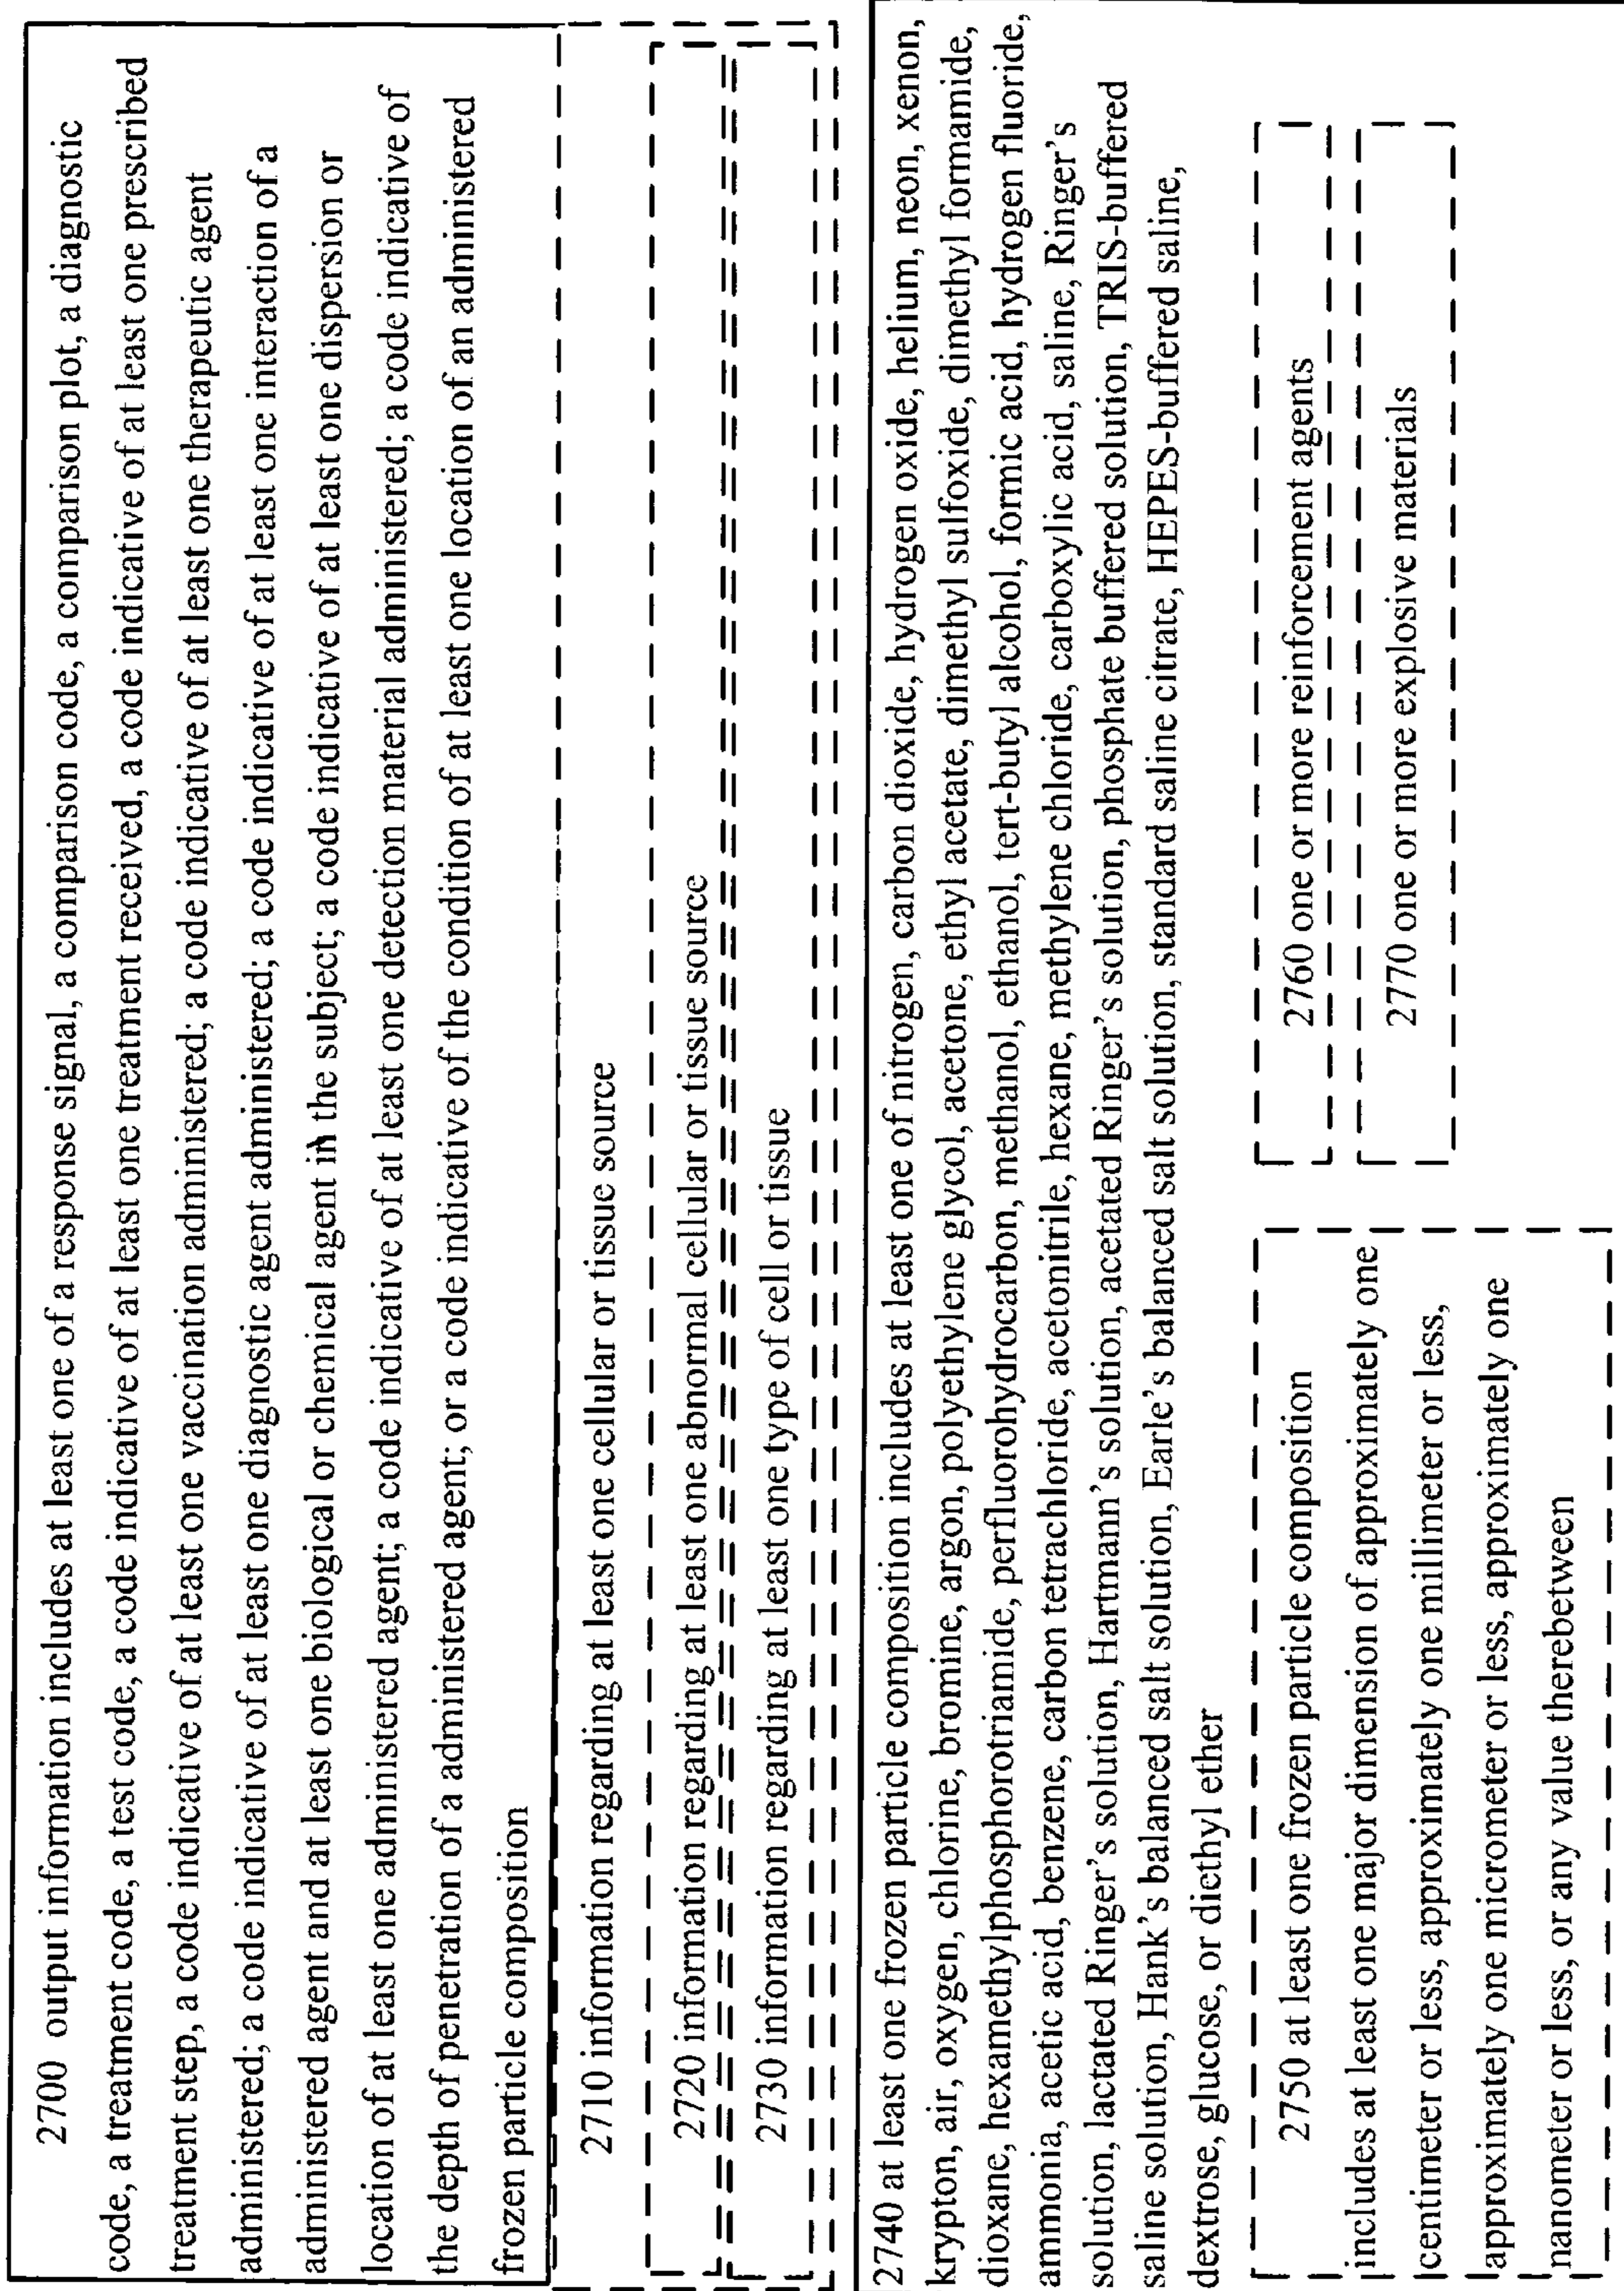 2700 output information includes at least one of a response signal, a comparison code, a comparison plot, a diagnostic
code, a treatment code, a test code, a code indicative of at least one treatment received, a code indicative of at least one prescribed
treatment step, a code indicative of at least one vaccination administered; a code indicative of at least one therapeutic agent
administered; a code indicative of at least one diagnostic agent administered; a code indicative of at least one interaction of a
administered agent and at least one biological or chemical agent in the subject; a code indicative of at least one dispersion or
location of at least one administered agent; a code indicative of at least one detection material administered; a code indicative of
the depth of penetration of a administered agent; or a code indicative of the condition of at least one location of an administered
frozen particle composition
2710 information regarding at least one cellular or tissue source
2720 information regarding at least one abnormal cellular or tissue source
2730 information regarding at least one type of cell or tissue
2740 at least one frozen particle composition includes at least one of nitrogen, carbon dioxide, hydrogen oxide, helium, neon, xenon,
krypton, air, oxygen, chlorine, bromine, argon, polyethylene glycol, acetone, ethyl acetate, dimethyl sulfoxide, dimethyl formamide,
dioxane, hexamethylphosphorotriamide, perfluorohydrocarbon, methanol, ethanol, tert-butyl alcohol, formic acid, hydrogen fluoride,
ammonia, acetic acid, benzene, carbon tetrachloride, acetonitrile, hexane, methylene chloride, carboxylic acid, saline, Ringer's
solution, lactated Ringer's solution, Hartmann's solution, acetated Ringer's solution, phosphate buffered solution, TRIS-buffered
saline solution, Hank's balanced salt solution, Earle's balanced salt solution, standard saline citrate, HEPES-buffered saline,
dextrose, glucose, or diethyl ether
2750 at least one frozen particle composition
includes at least one major dimension of approximately one
centimeter or less, approximately one millimeter or less,
approximately one micrometer or less, approximately one
nanometer or less, or any value therebetween
2760 one or more reinforcement agents
2770 one or more explosive materials